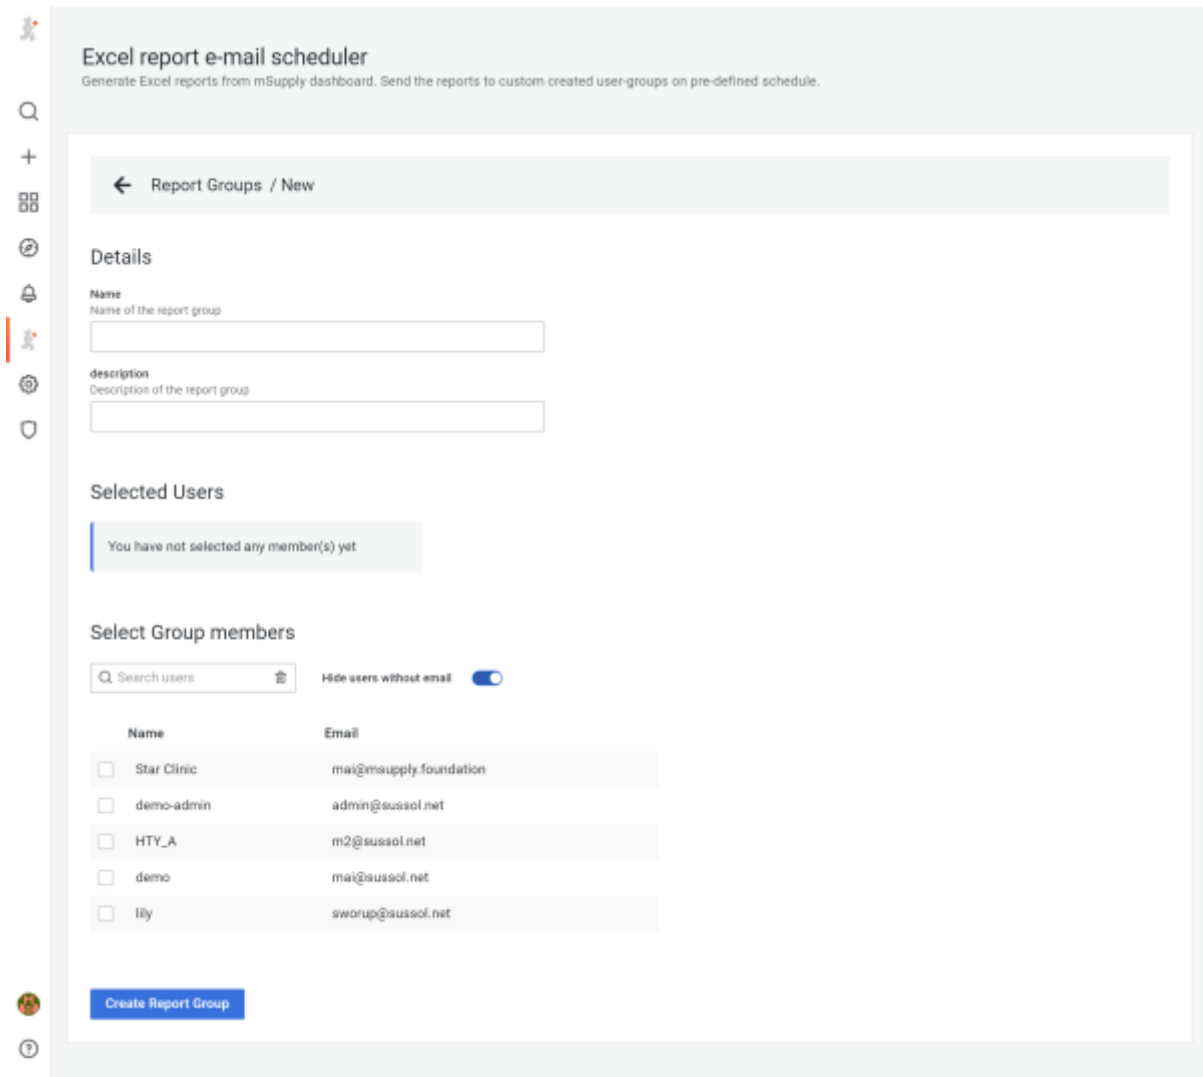 Excel report e-mail scheduler
Generate Excel reports from mSupply dashboard. Send the reports to custom created user-groups on pre-defined schedule.
Report Groups / New
Details
Name
Name of the report group
description
Description of the report group
Selected Users
You have not selected any member(s) yet
Select Group members
Search users Hide users without email
Name Email
Star Clinic mai@msupply.foundation
demo-admin admin@sussol.net
HTY_A m2@sussol.net
demo mai@sussol.net
lily sworup@sussol.net
Create Report Group